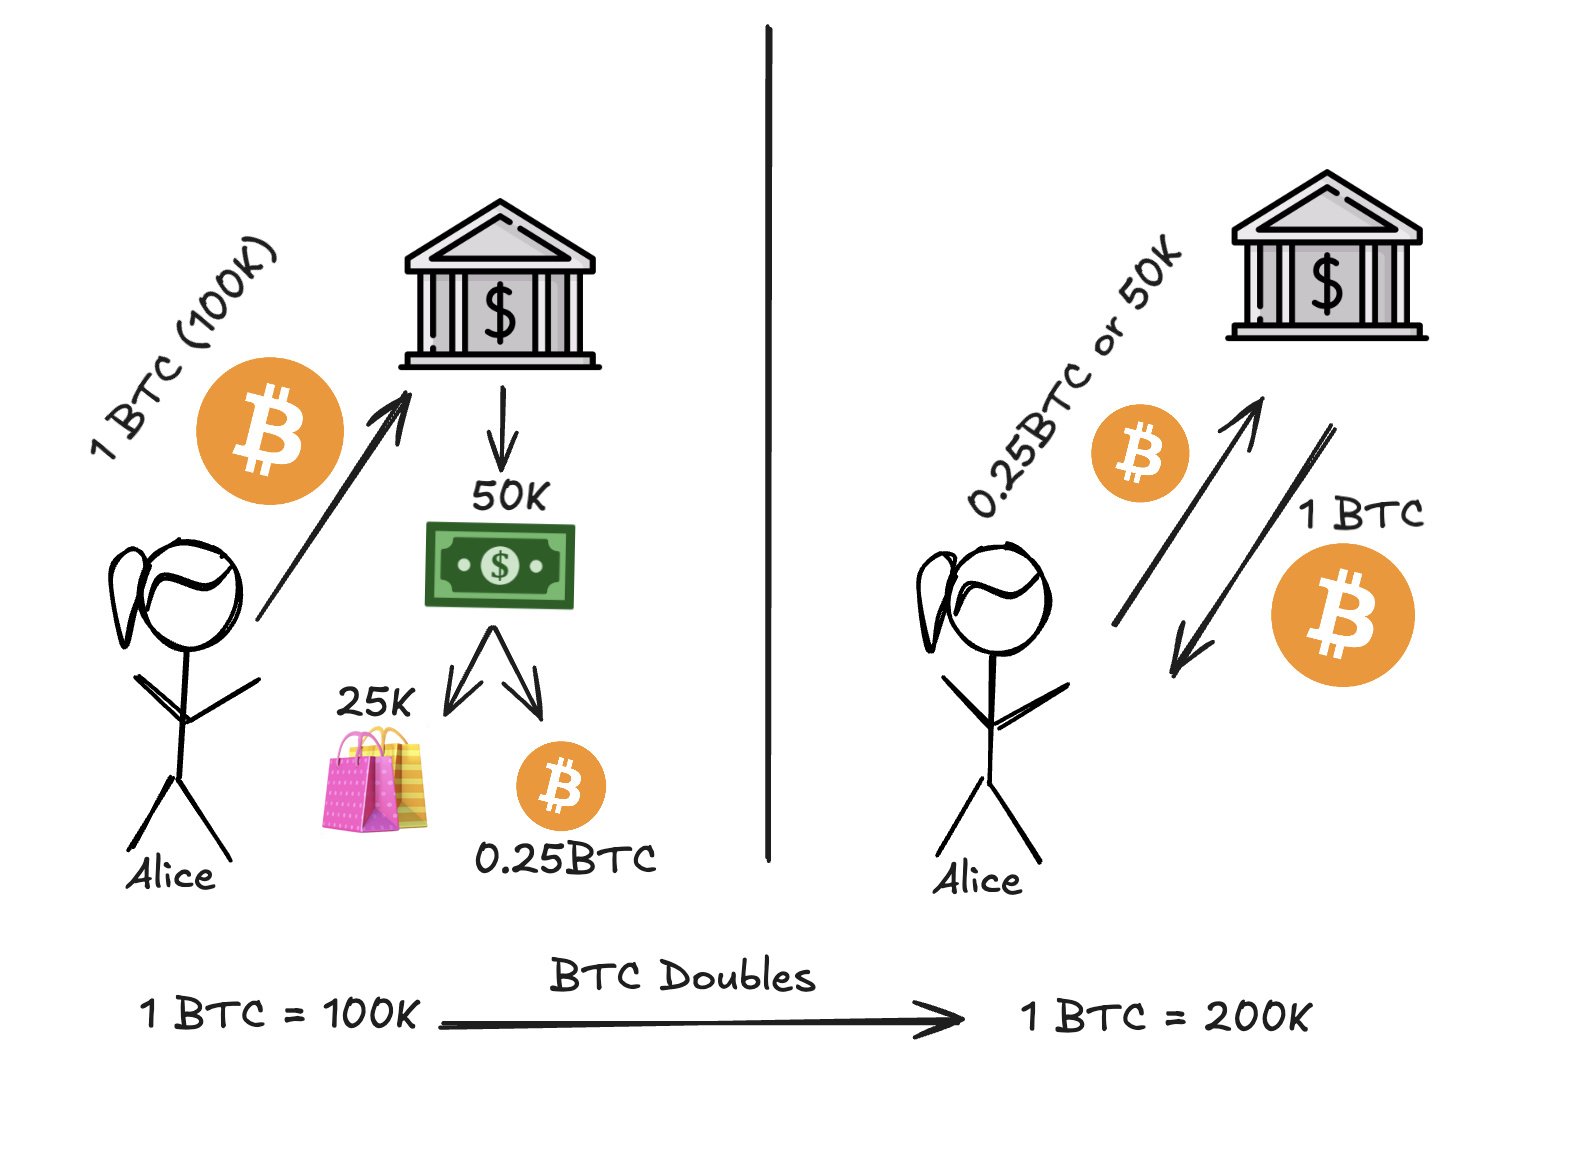 1 BTC (100K)
$
50K
$
25K
0.25BTC
Alice
0.25BTC or 50K
$
1 BTC
Alice
BTC Doubles
1 BTC = 100K
1 BTC = 200K